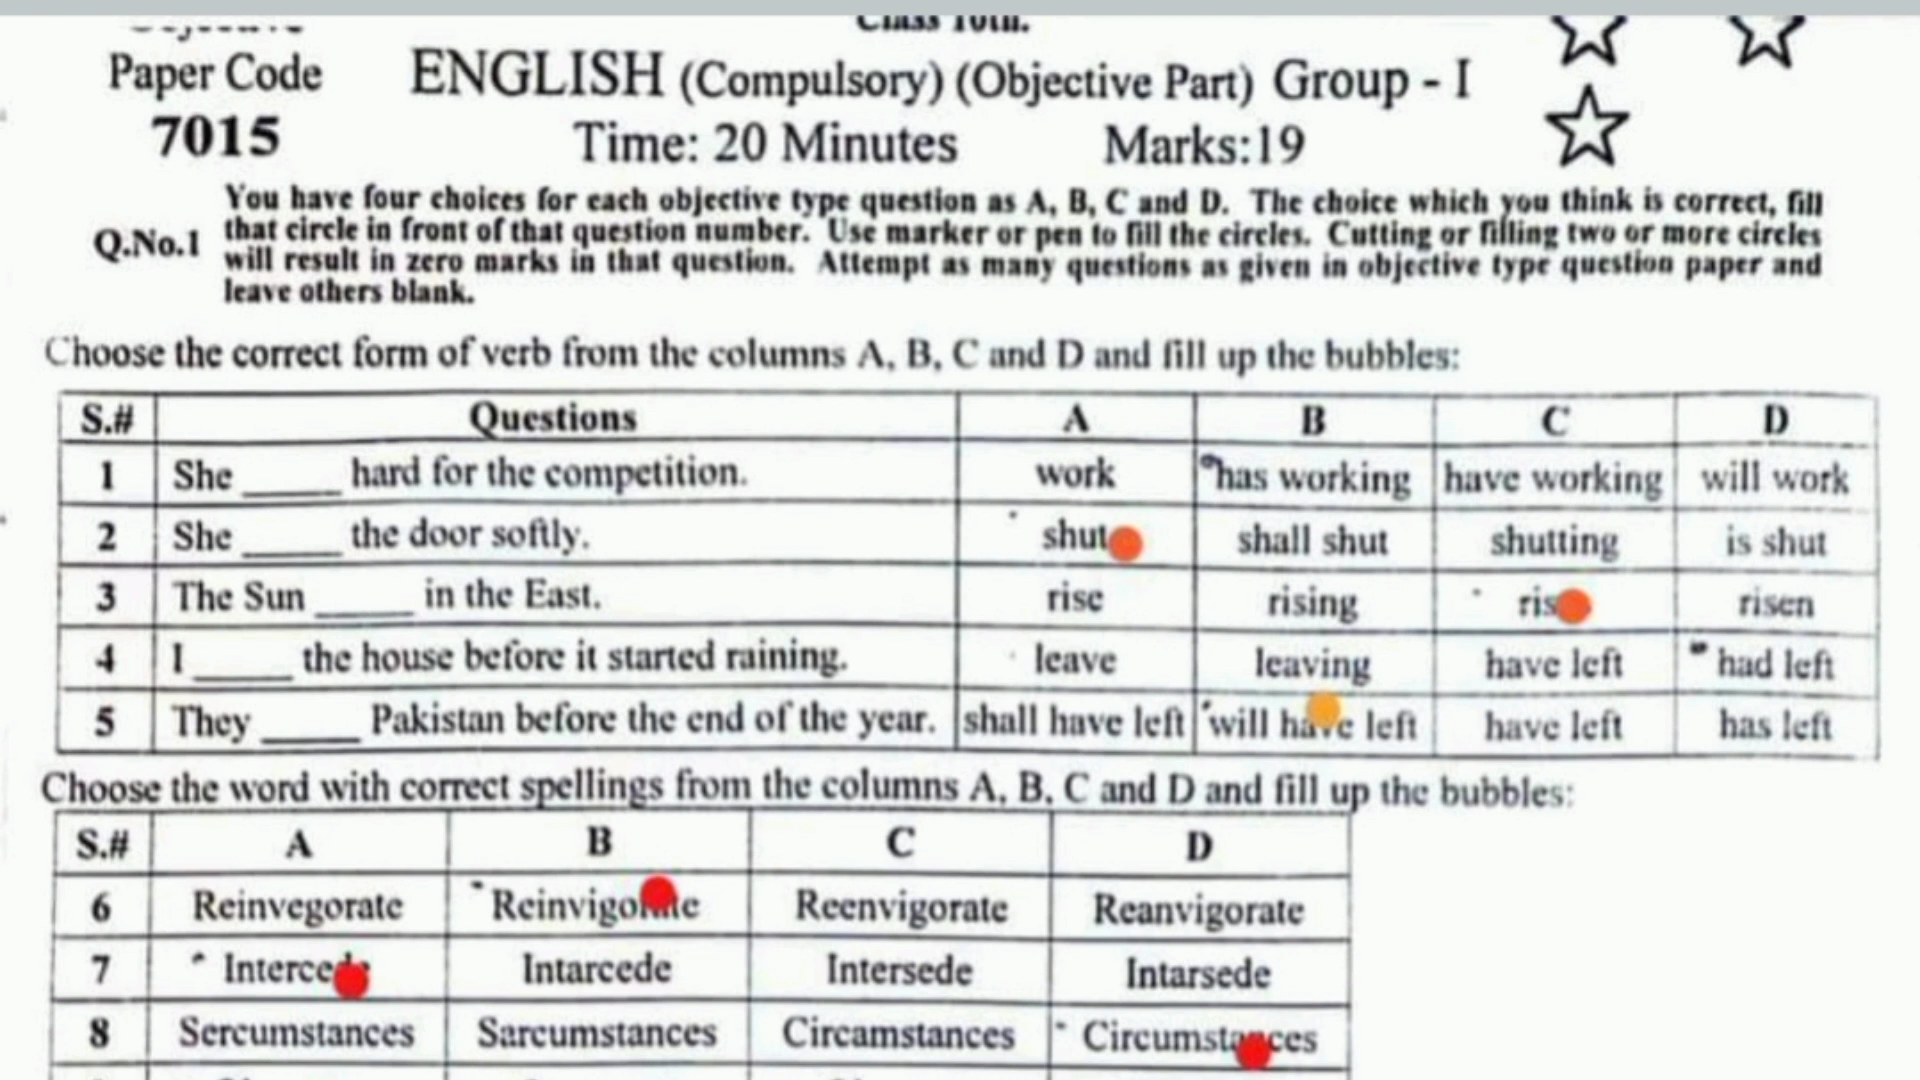 Class 10th.
Paper Code
ENGLISH (Compulsory) (Objective Part) Group - I
7015
Time: 20 Minutes Marks:19
Q.No.1
You have four choices for each objective type question as A, B, C and D. The choice which you think is correct, fill
that circle in front of that question number. Use marker or pen to fill the circles. Cutting or filling two or more circles
will result in zero marks in that question. Attempt as many questions as given in objective type question paper and
leave others blank.
Choose the correct form of verb from the columns A, B, C and D and fill up the bubbles:
S.# Questions A B C D
1 She _____ hard for the competition. work has working have working will work
2 She _____ the door softly. shut shall shut shutting is shut
3 The Sun _____ in the East. rise rising risen
4 I _____ the house before it started raining. leave leaving have left had left
5 They _____ Pakistan before the end of the year. shall have left will have left have left has left
Choose the word with correct spellings from the columns A, B, C and D and fill up the bubbles:
S.# A B C D
6 Reinvegorate Reinvigorate Reenvigorate Reanvigorate
7 Intercede Intarcede Intersede Intarsede
8 Sercumstances Sarcumstances Circamstances Circumstances